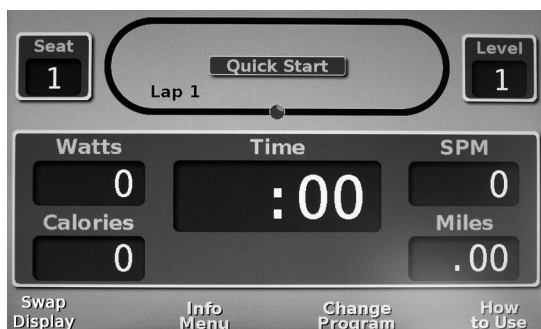 Seat
1
Quick Start
Lap 1
Level
1
Watts
0
Time
:00
SPM
0
Calories
0
Miles
.00
Swap
Display
Info
Menu
Change
Program
How
to Use